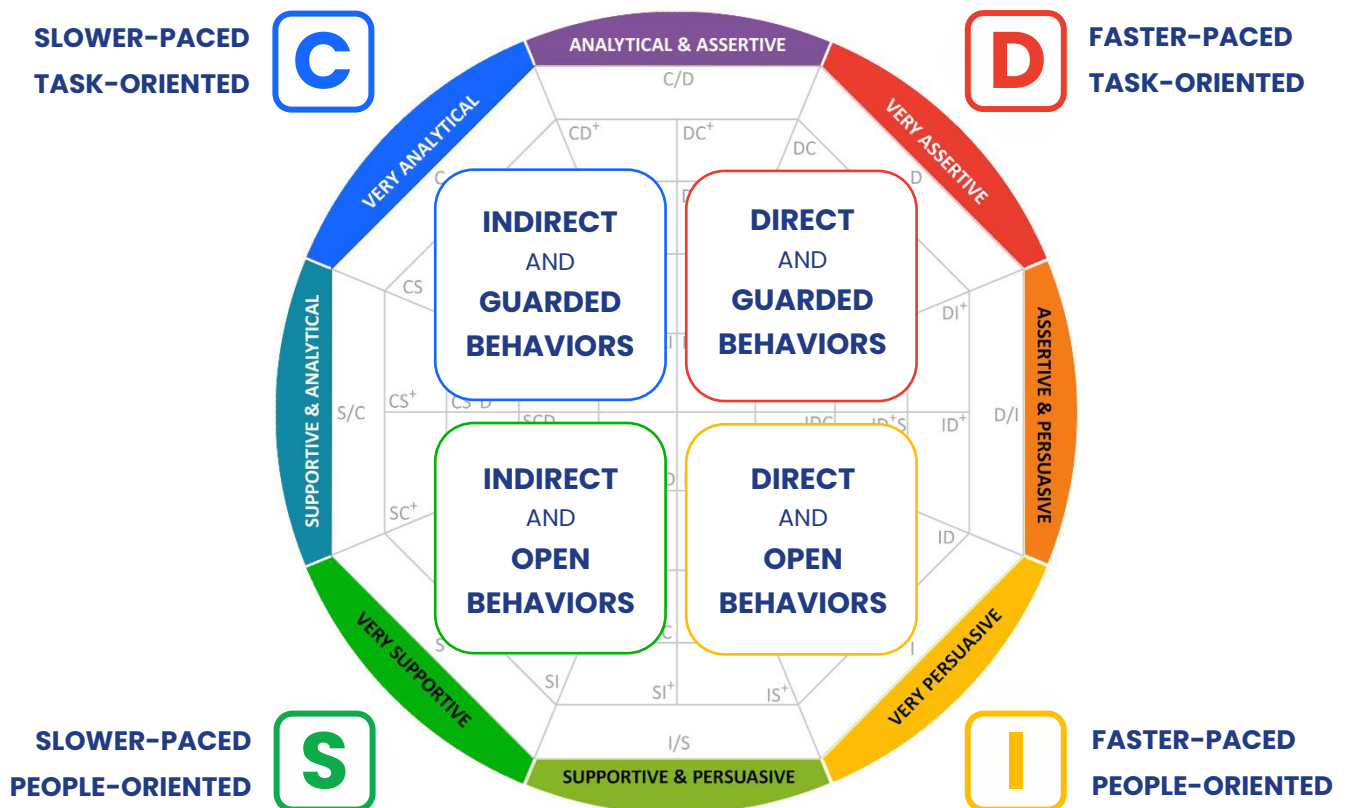 SLOWER-PACED
TASK-ORIENTED
C
ANALYTICAL & ASSERTIVE
D
FASTER-PACED
TASK-ORIENTED
C/D
VERY ANALYTICAL
VERY ASSERTIVE
CD+
DC+
DC
C
D
INDIRECT
AND
GUARDED
BEHAVIORS
DIRECT
AND
GUARDED
BEHAVIORS
CS
DI+
SUPPORTIVE & ANALYTICAL
ASSERTIVE & PERSUASIVE
S/C
CS+
ID+S
ID+
D/I
INDIRECT
AND
OPEN
BEHAVIORS
DIRECT
AND
OPEN
BEHAVIORS
SC+
ID
S
I
VERY SUPPORTIVE
VERY PERSUASIVE
SI
SI+
IS+
I/S
SUPPORTIVE & PERSUASIVE
SLOWER-PACED
PEOPLE-ORIENTED
S
I
FASTER-PACED
PEOPLE-ORIENTED